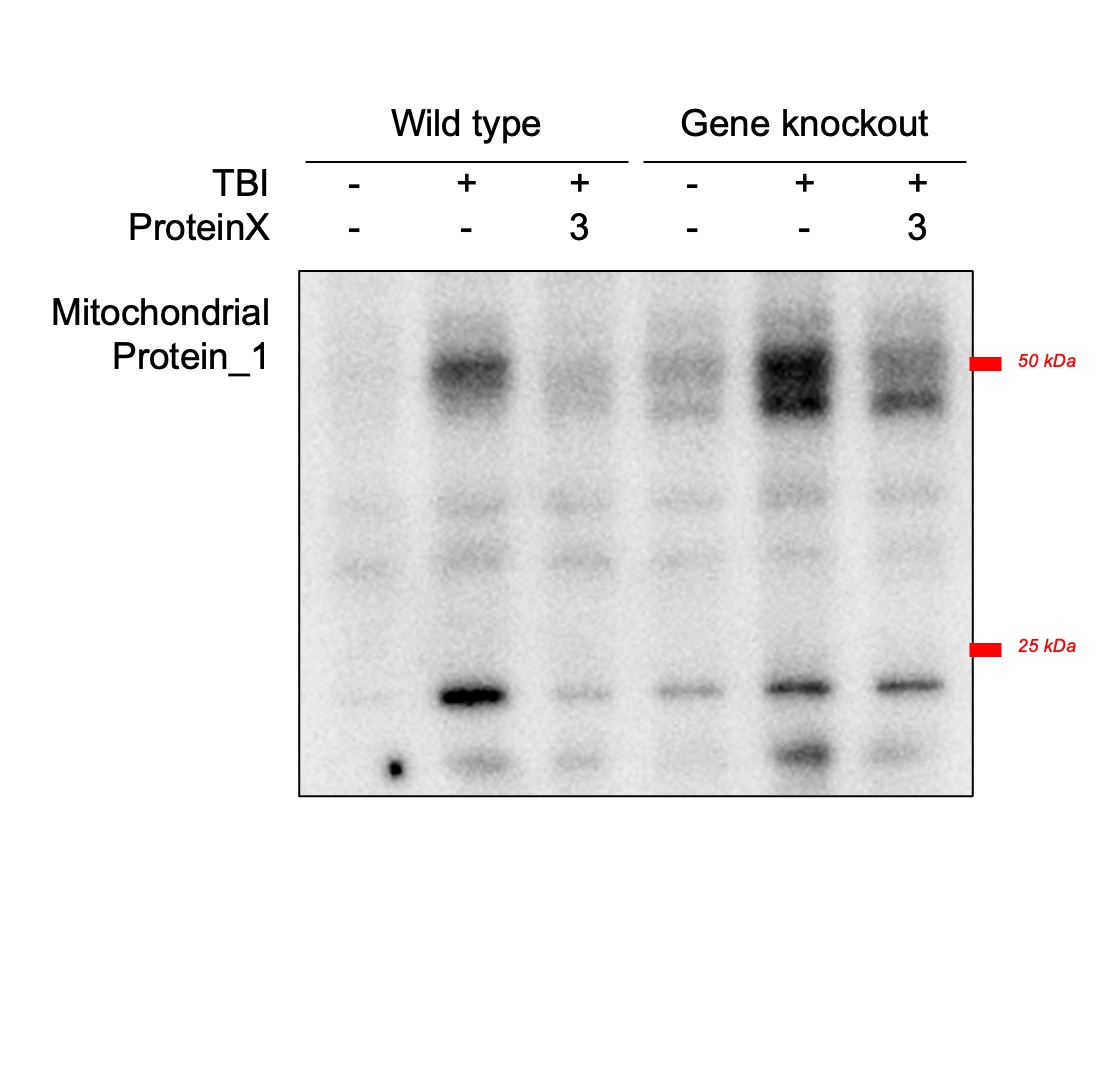 Wild type Gene knockout
TBI - + + - + +
ProteinX - - 3 - - 3
Mitochondrial
Protein_1
50 kDa
25 kDa